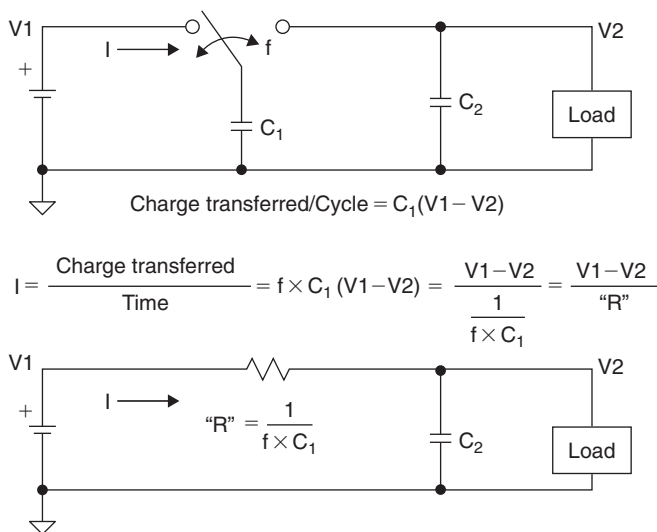 V1 V2
+ I f
C₁ C₂ Load
Charge transferred/Cycle = C₁(V1 – V2)
I = Charge transferred / Time = f × C₁ (V1 – V2) = V1 – V2 / 1 / f × C₁ = V1 – V2 / “R”
V1 V2
+ I
“R” = 1 / f × C₁ C₂ Load